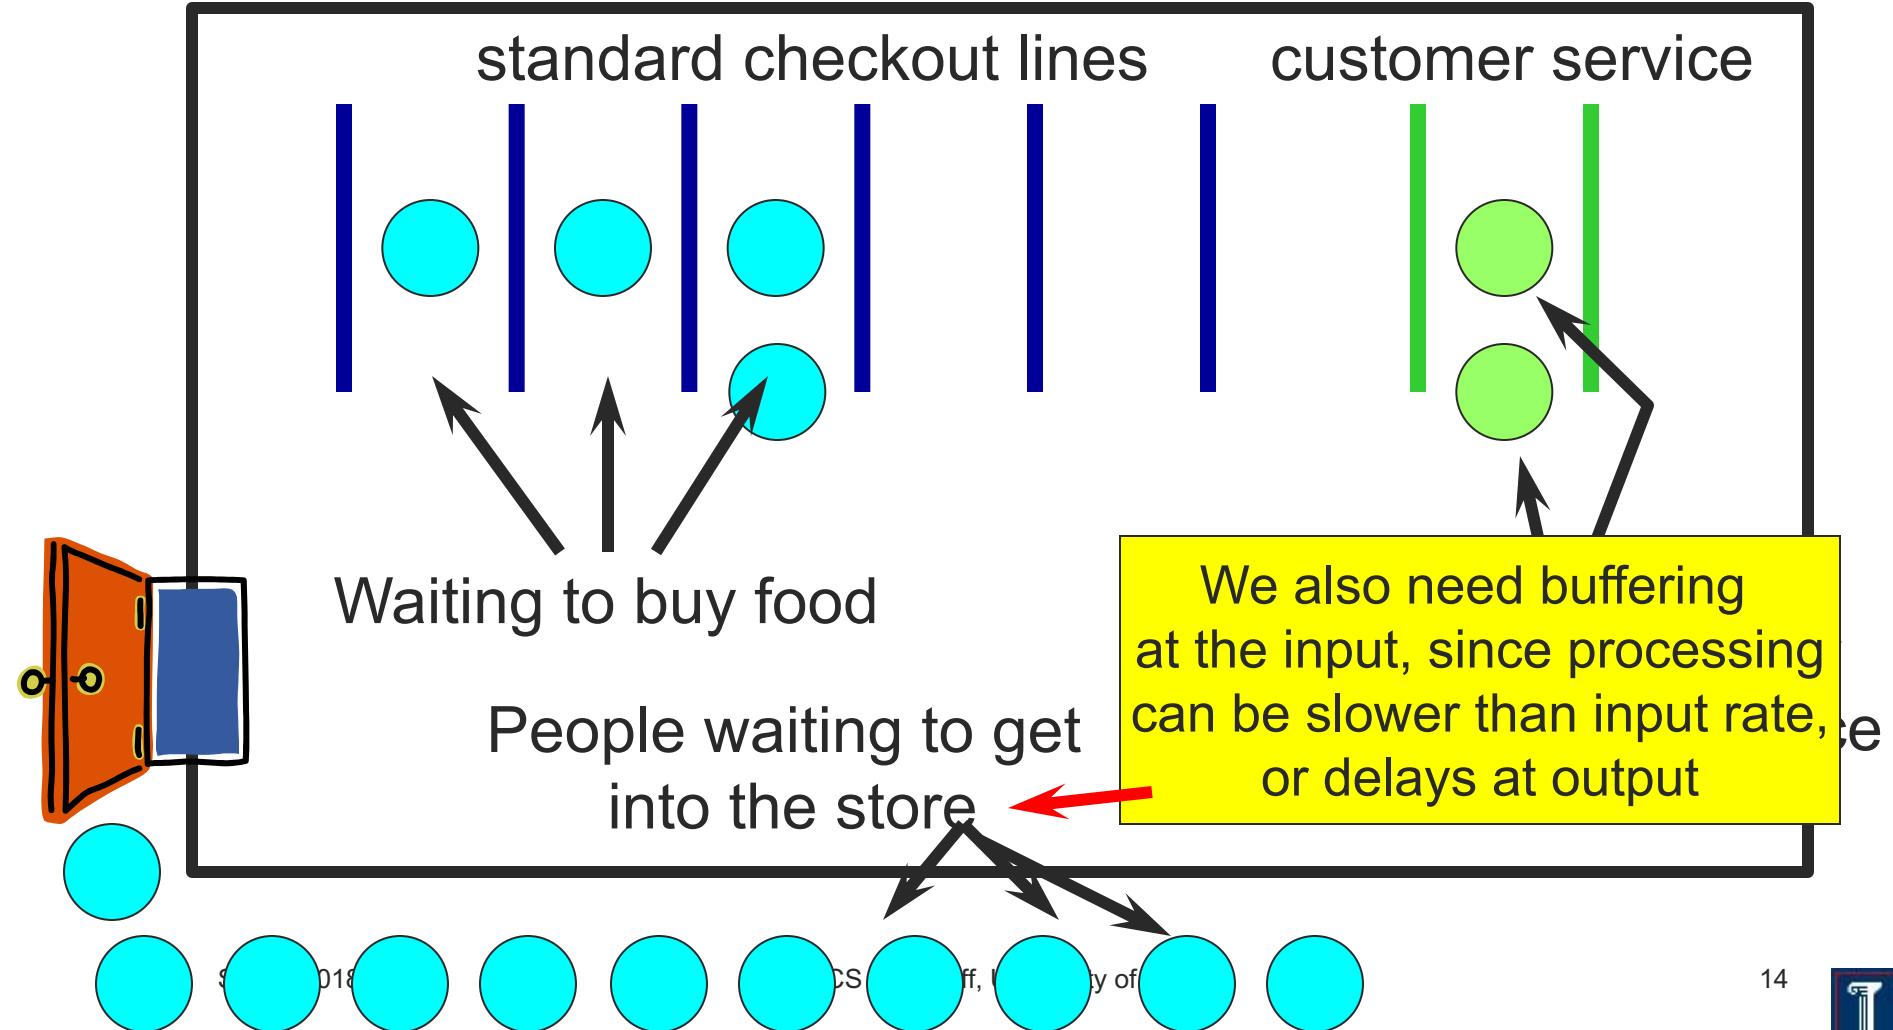 standard checkout lines
customer service
Waiting to buy food
We also need buffering
at the input, since processing
can be slower than input rate,
or delays at output
People waiting to get
into the store
of
14